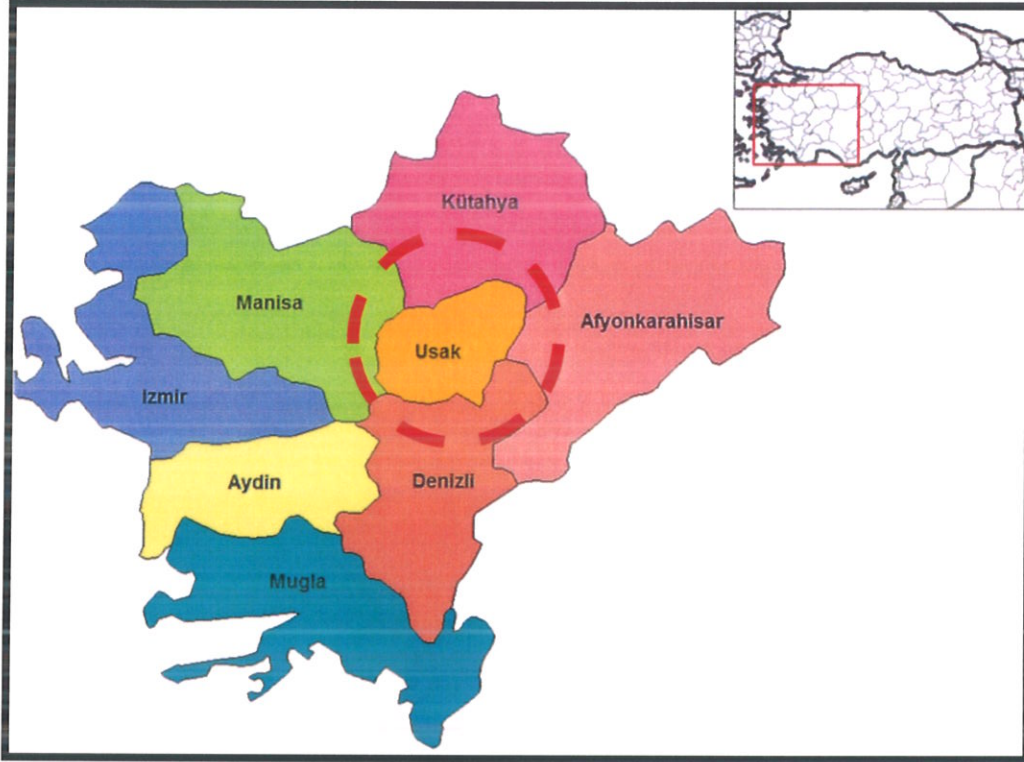 Kütahya
Manisa
Afyonkarahisar
Usak
Izmir
Aydin
Denizli
Mugla